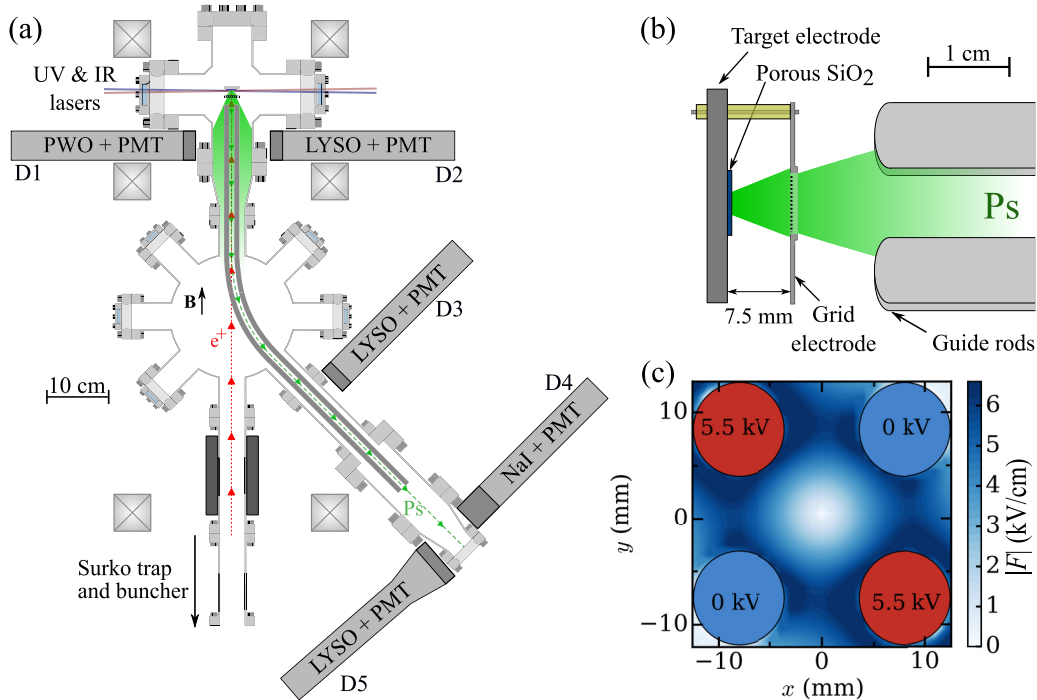 (a)
UV & IR
lasers
PWO + PMT
LYSO + PMT
D1
D2
B
e+
LYSO + PMT
D3
10 cm
D4
NaI + PMT
Ps
Surko trap
and buncher
LYSO + PMT
D5
(b)
Target electrode
Porous SiO2
1 cm
Ps
7.5 mm
Grid
electrode
Guide rods
(c)
5.5 kV
0 kV
0 kV
5.5 kV
10
0
−10
y (mm)
−10
0
10
x (mm)
6
5
4
3
2
1
0
|F| (kV/cm)